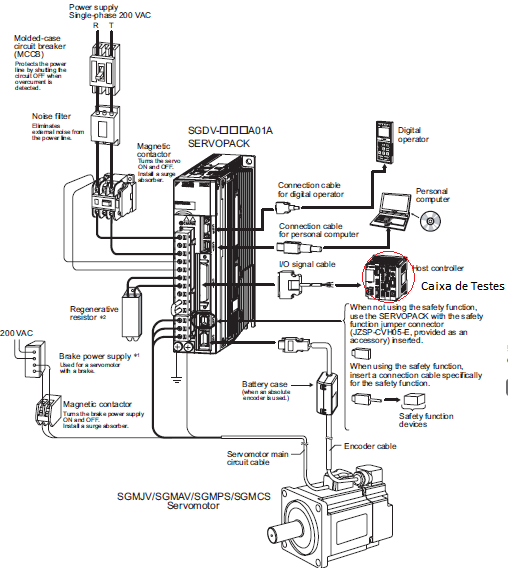 Power supply
Single-phase 200 VAC
R T
Molded-case
circuit breaker
(MCCB)
Protects the power
line by shutting the
circuit OFF when
overcurrent is
detected.
Noise filter
Eliminates
external noise from
the power line.
Magnetic
contactor
Turns the servo
ON and OFF.
Install a surge
absorber.
SGDV-□□□A01A
SERVOPACK
Digital
operator
Connection cable
for digital operator
Personal
computer
Connection cable
for personal computer
I/O signal cable
Host controller
Caixa de Testes
Regenerative
resistor *2
When not using the safety function,
use the SERVOPACK with the safety
function jumper connector
(JZSP-CVH05-E, provided as an
accessory) inserted.
When using the safety function,
insert a connection cable specifically
for the safety function.
Safety function
devices
200 VAC
Brake power supply *1
Used for a servomotor
with a brake.
Magnetic contactor
Turns the brake power supply
ON and OFF.
Install a surge absorber.
Battery case
(when an absolute
encoder is used.)
Servomotor main
circuit cable
Encoder cable
SGMJV/SGMAV/SGMPS/SGMCS
Servomotor